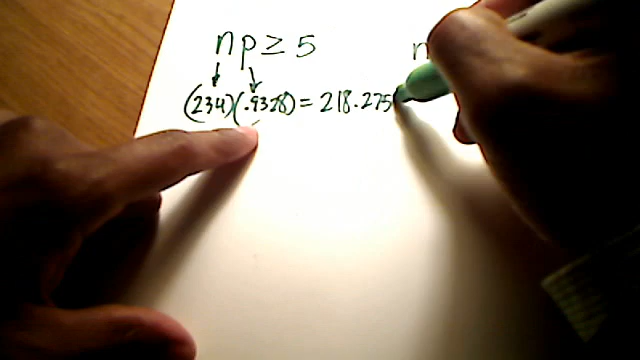 np ≥ 5 n
(234)(.9328) = 218.275